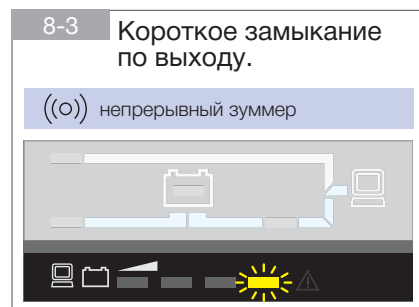 8-3
Короткое замыкание
по выходу.
((o)) непрерывный зуммер